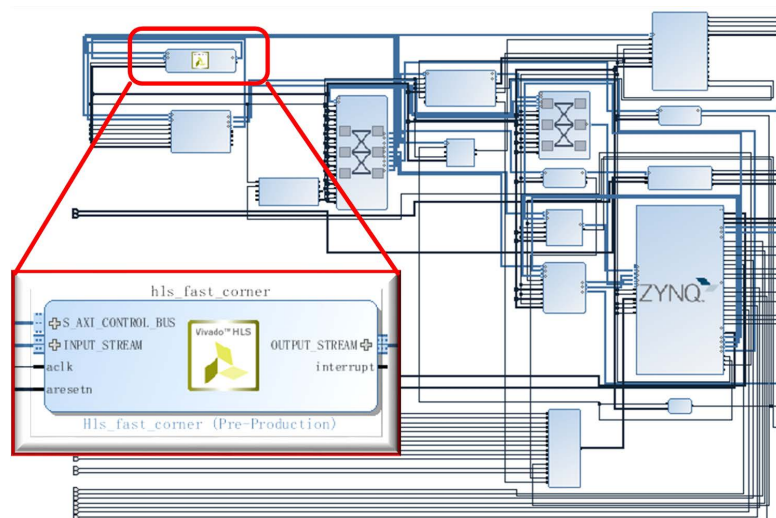 ZYNQ
hls_fast_corner
S_AXI_CONTROL_BUS
INPUT_STREAM
aclk
aresetn
Vivado™ HLS
OUTPUT_STREAM
interrupt
Hls_fast_corner (Pre-Production)